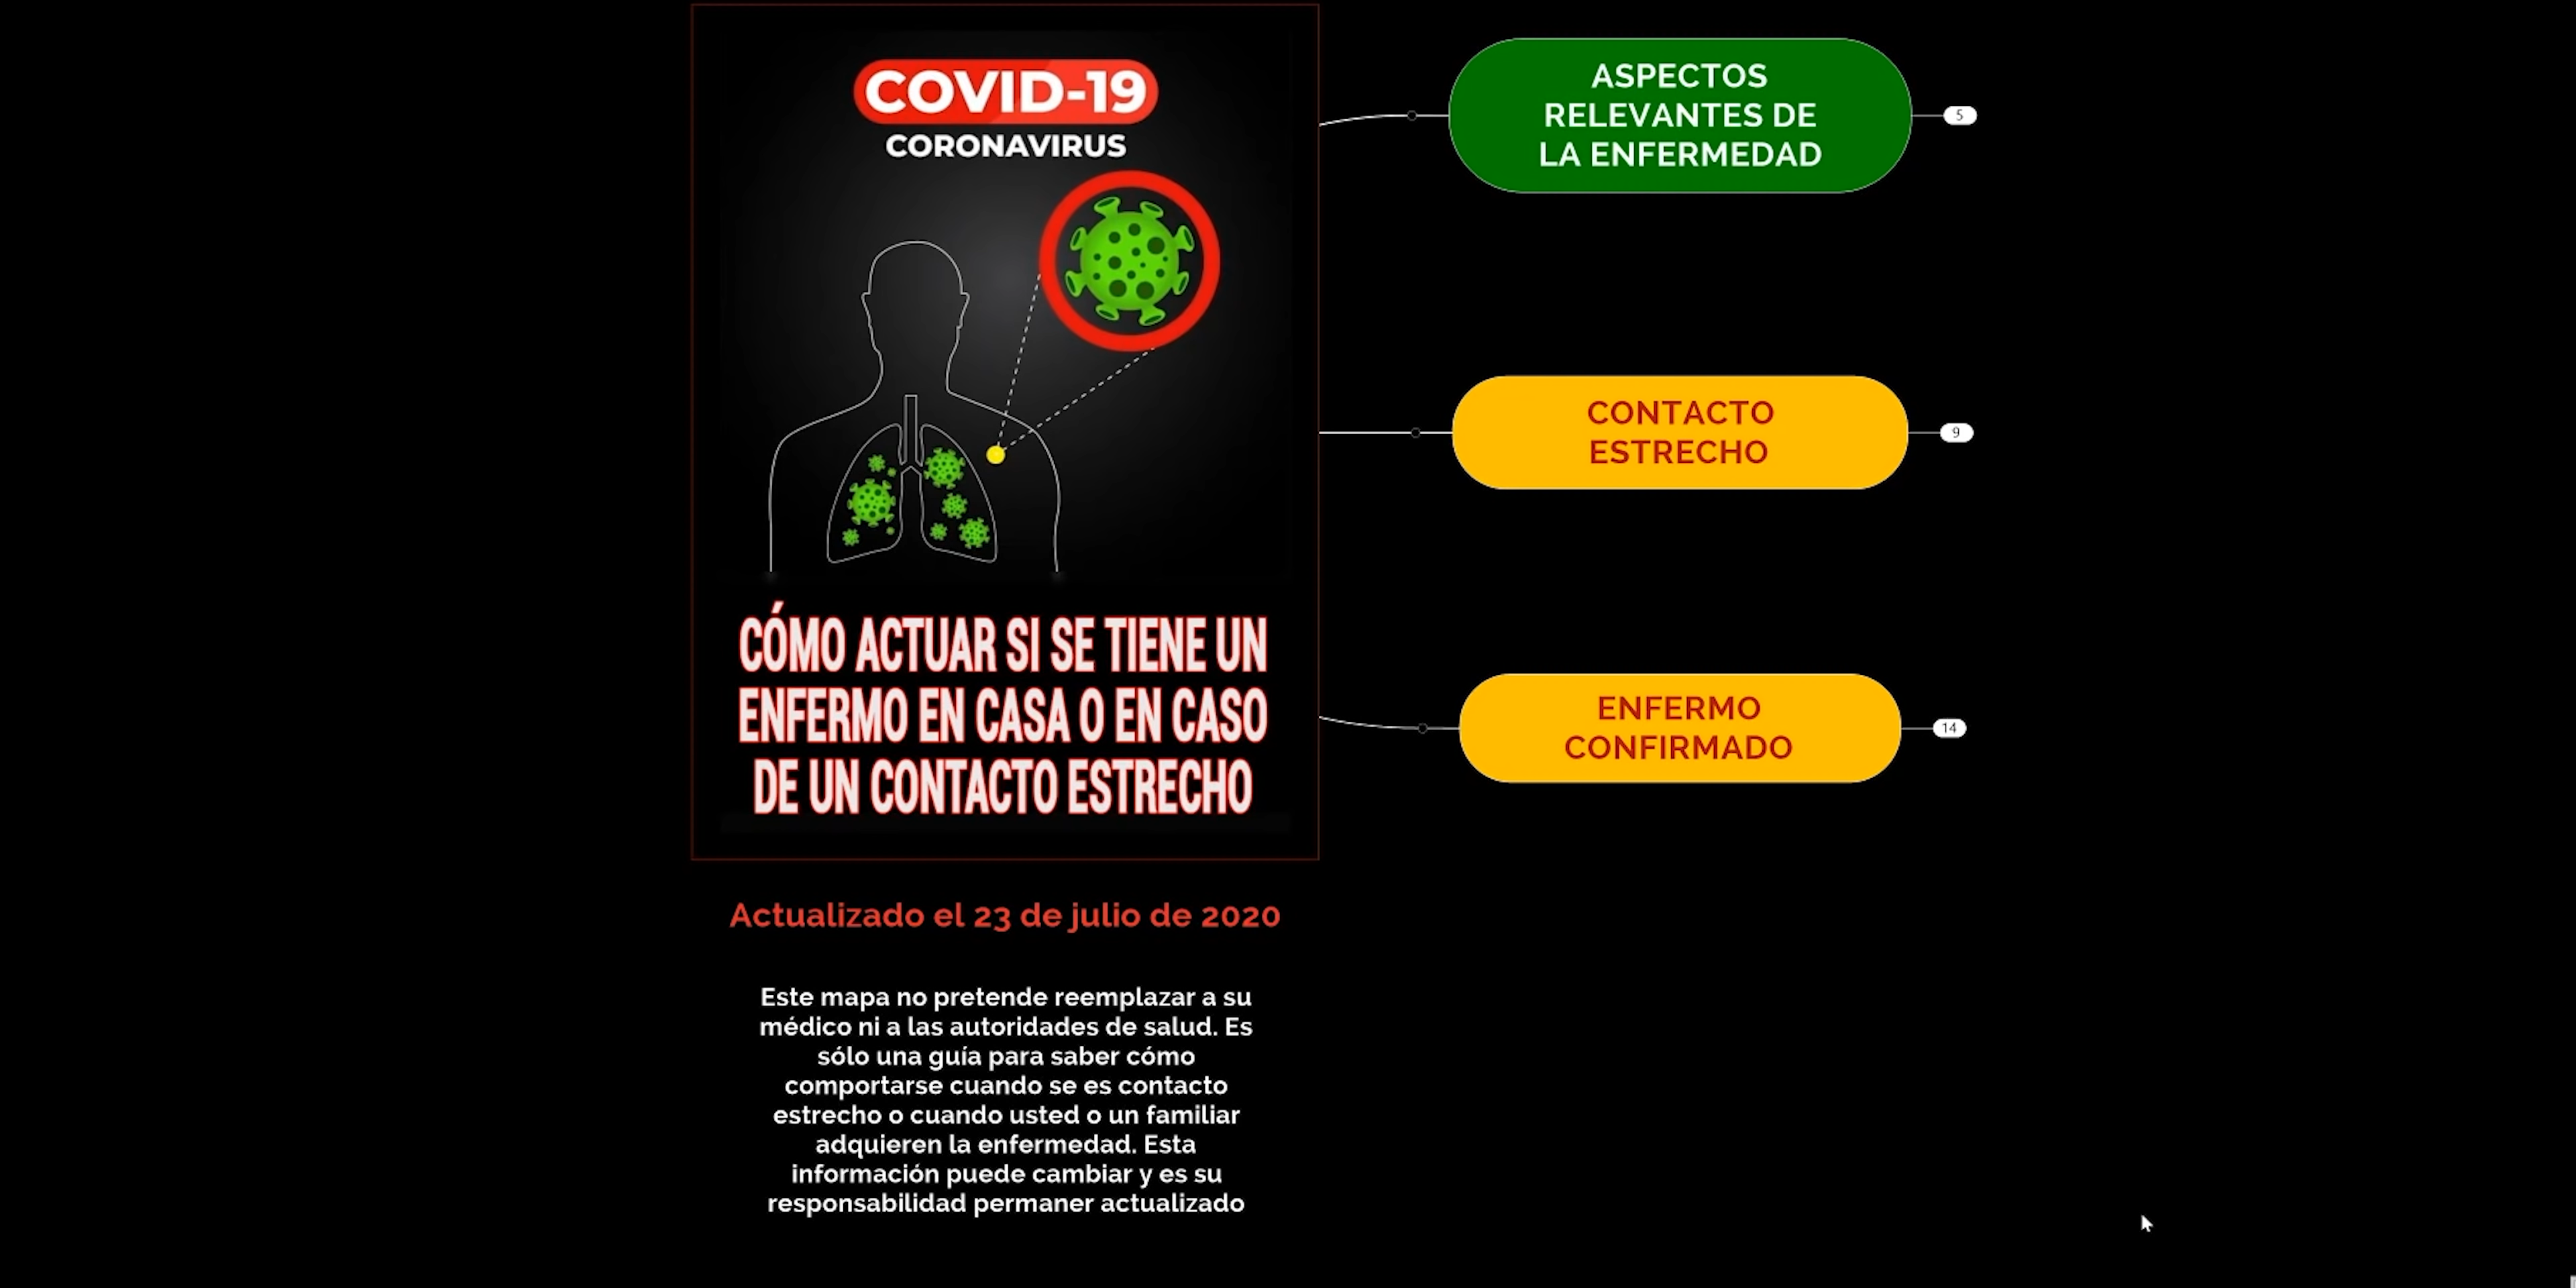 COVID-19
CORONAVIRUS
CÓMO ACTUAR SI SE TIENE UN
ENFERMO EN CASA O EN CASO
DE UN CONTACTO ESTRECHO
Actualizado el 23 de julio de 2020
Este mapa no pretende reemplazar a su
médico ni a las autoridades de salud. Es
sólo una guía para saber cómo
comportarse cuando se es contacto
estrecho o cuando usted o un familiar
adquieren la enfermedad. Esta
información puede cambiar y es su
responsabilidad permaner actualizado
ASPECTOS
RELEVANTES DE
LA ENFERMEDAD
5
CONTACTO
ESTRECHO
9
ENFERMO
CONFIRMADO
14